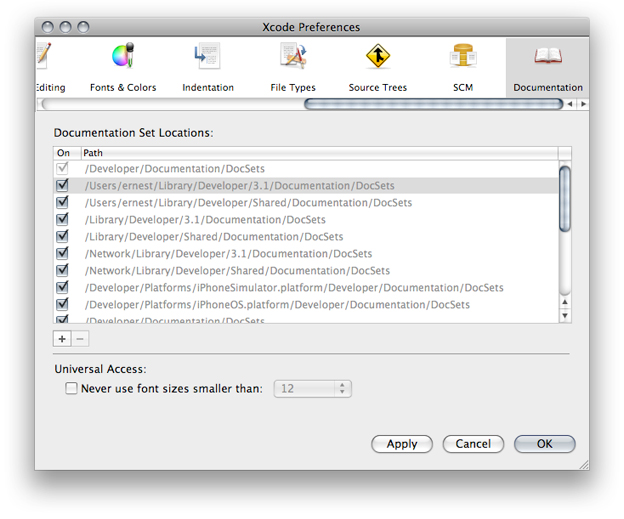 Xcode Preferences
Editing Fonts & Colors Indentation File Types Source Trees SCM Documentation
Documentation Set Locations:
On Path
/Developer/Documentation/DocSets
/Users/ernest/Library/Developer/3.1/Documentation/DocSets
/Users/ernest/Library/Developer/Shared/Documentation/DocSets
/Library/Developer/3.1/Documentation/DocSets
/Library/Developer/Shared/Documentation/DocSets
/Network/Library/Developer/3.1/Documentation/DocSets
/Network/Library/Developer/Shared/Documentation/DocSets
/Developer/Platforms/iPhoneSimulator.platform/Developer/Documentation/DocSets
/Developer/Platforms/iPhoneOS.platform/Developer/Documentation/DocSets
/Developer/Documentation/DocSets
+ −
Universal Access:
Never use font sizes smaller than: 12
Apply Cancel OK